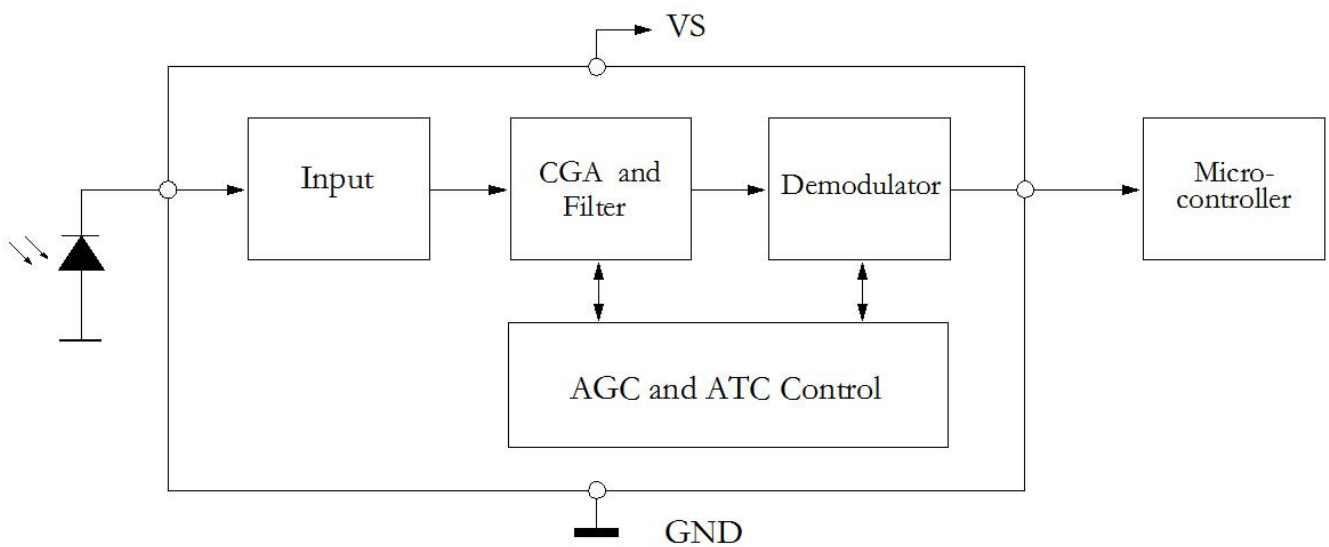 VS
Input
CGA and
Filter
Demodulator
Micro-
controller
AGC and ATC Control
GND